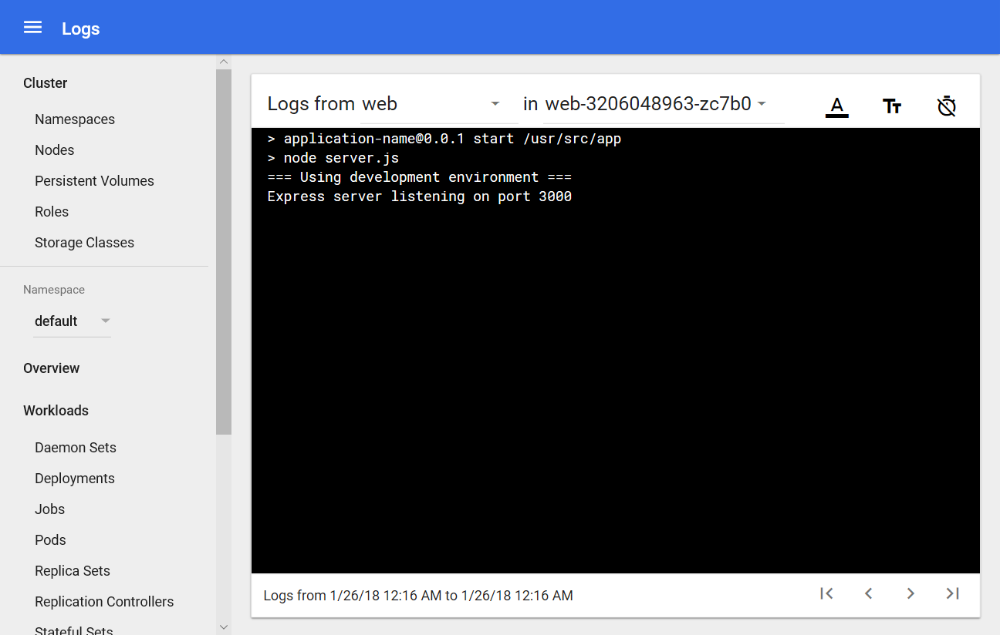 Logs
Cluster
Namespaces
Nodes
Persistent Volumes
Roles
Storage Classes
Namespace
default
Overview
Workloads
Daemon Sets
Deployments
Jobs
Pods
Replica Sets
Replication Controllers
Stateful Sets
Logs from web in web-3206048963-zc7b0
> application-name@0.0.1 start /usr/src/app
> node server.js
=== Using development environment ===
Express server listening on port 3000
Logs from 1/26/18 12:16 AM to 1/26/18 12:16 AM